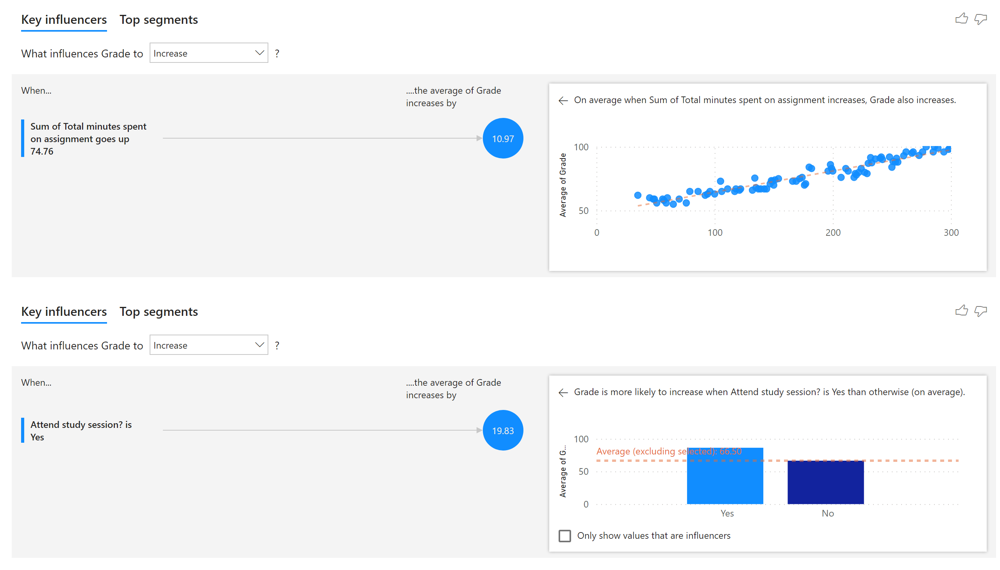 Key influencers Top segments
What influences Grade to Increase ?
When...
....the average of Grade
increases by
Sum of Total minutes spent
on assignment goes up
74.76
10.97
On average when Sum of Total minutes spent on assignment increases, Grade also increases.
Average of Grade
100
50
0 100 200 300
Key influencers Top segments
What influences Grade to Increase ?
When...
....the average of Grade
increases by
Attend study session? is
Yes
19.83
Grade is more likely to increase when Attend study session? is Yes than otherwise (on average).
Average of G...
100
Average (excluding selected): 66.50
50
0
Yes No
Only show values that are influencers